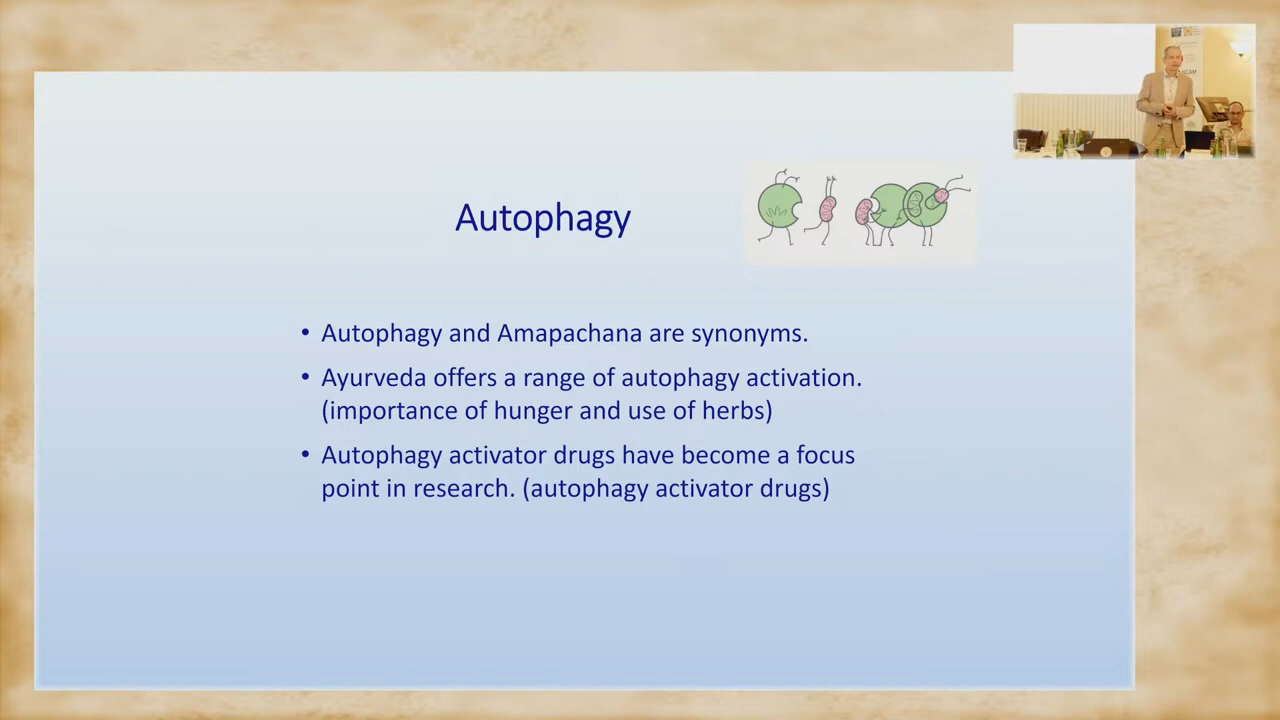 Autophagy
• Autophagy and Amapachana are synonyms.
• Ayurveda offers a range of autophagy activation.
(importance of hunger and use of herbs)
• Autophagy activator drugs have become a focus
point in research. (autophagy activator drugs)